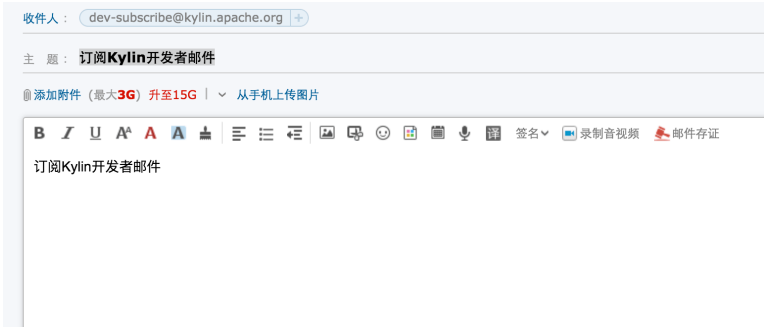 收件人： dev-subscribe@kylin.apache.org +
主 题： 订阅Kylin开发者邮件
添加附件 (最大3G) 升至15G | 从手机上传图片
B I U AA A A 译 签名 录制音视频 邮件存证
订阅Kylin开发者邮件